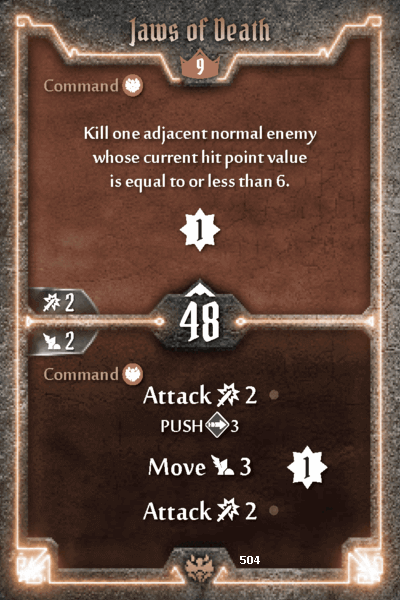 Jaws of Death
9
Command
Kill one adjacent normal enemy
whose current hit point value
is equal to or less than 6.
1
2
48
2
Command
Attack 2
PUSH 3
Move 3
1
Attack 2
504